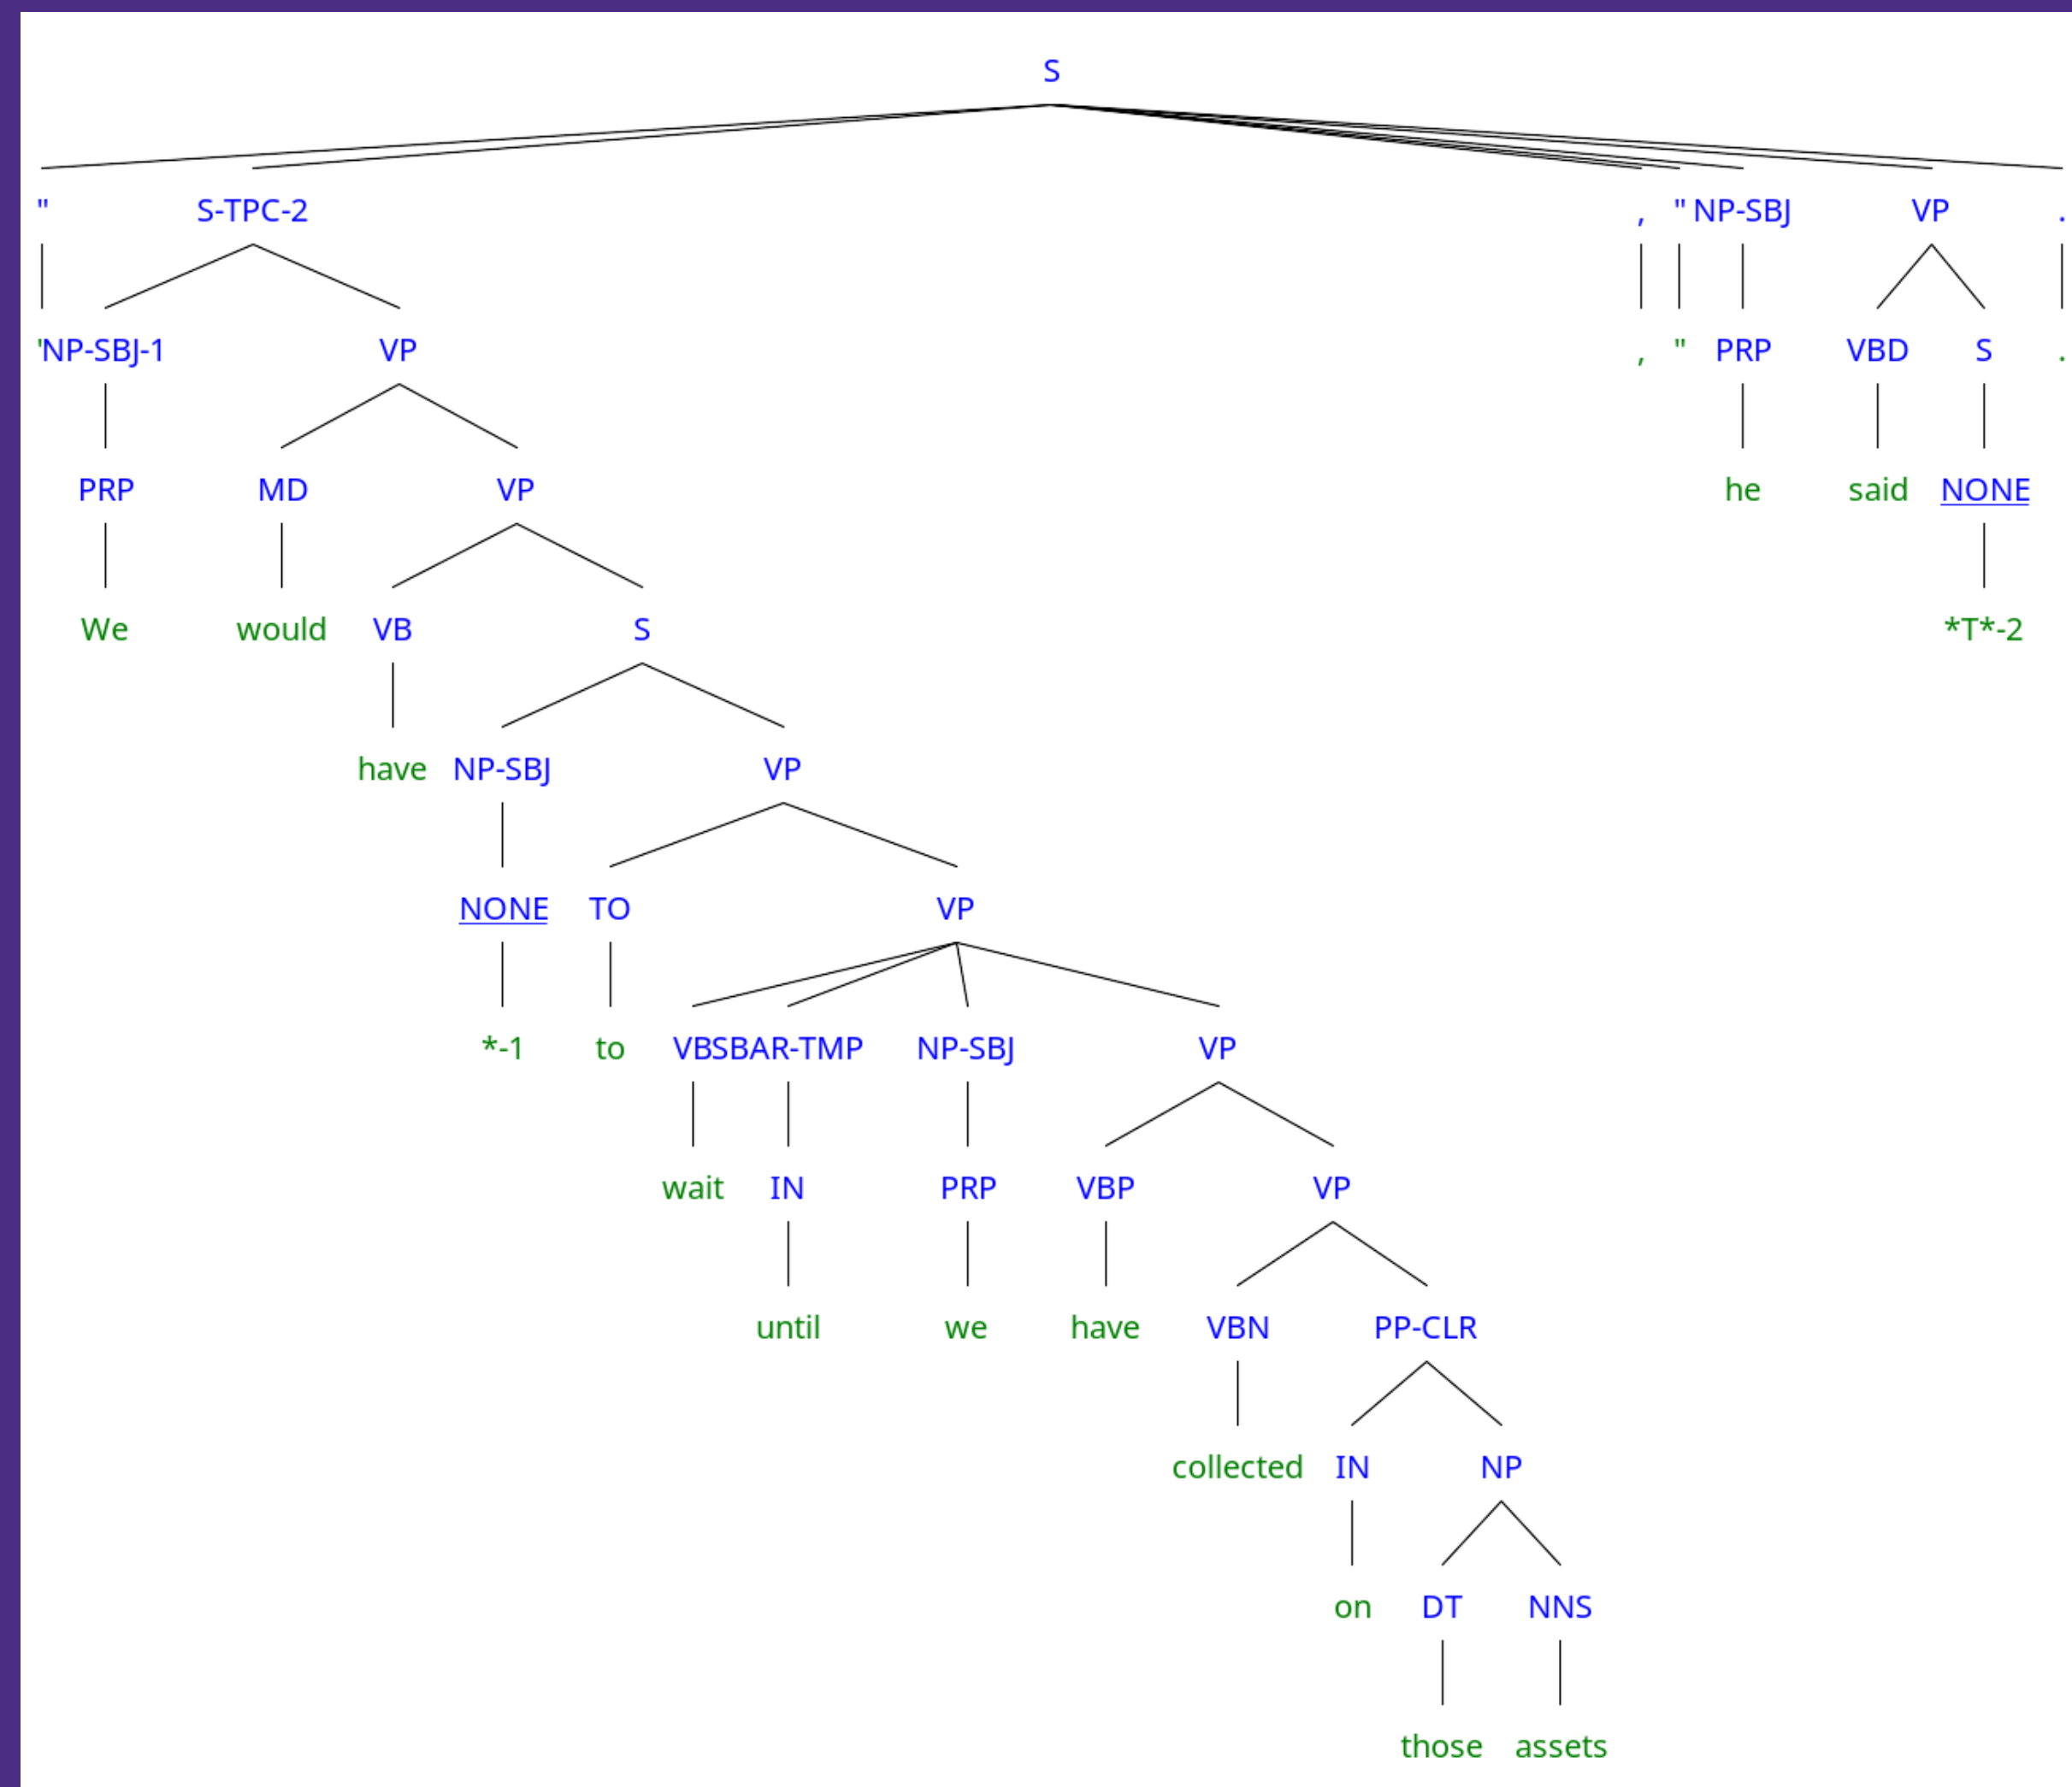 S
" S-TPC-2 , " NP-SBJ VP .
' NP-SBJ-1 VP , " PRP VBD S .
PRP MD VP he said NONE
We would VB S *T*-2
have NP-SBJ VP
NONE TO VP
*-1 to VB SBAR-TMP NP-SBJ VP
wait IN PRP VBP VP
until we have VBN PP-CLR
collected IN NP
on DT NNS
those assets